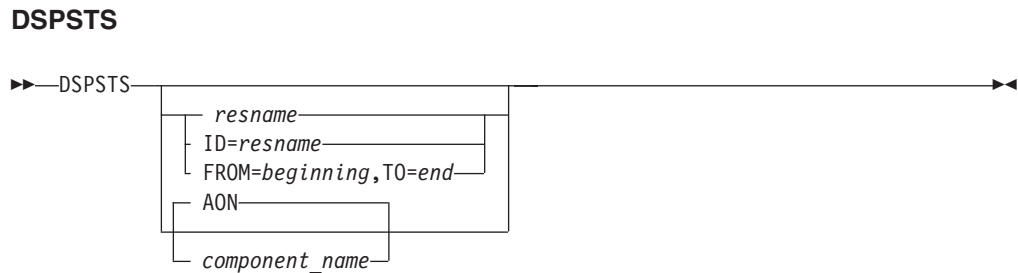 DSPSTS
DSPSTS
resname
ID=resname
FROM=beginning,TO=end
AON
component_name